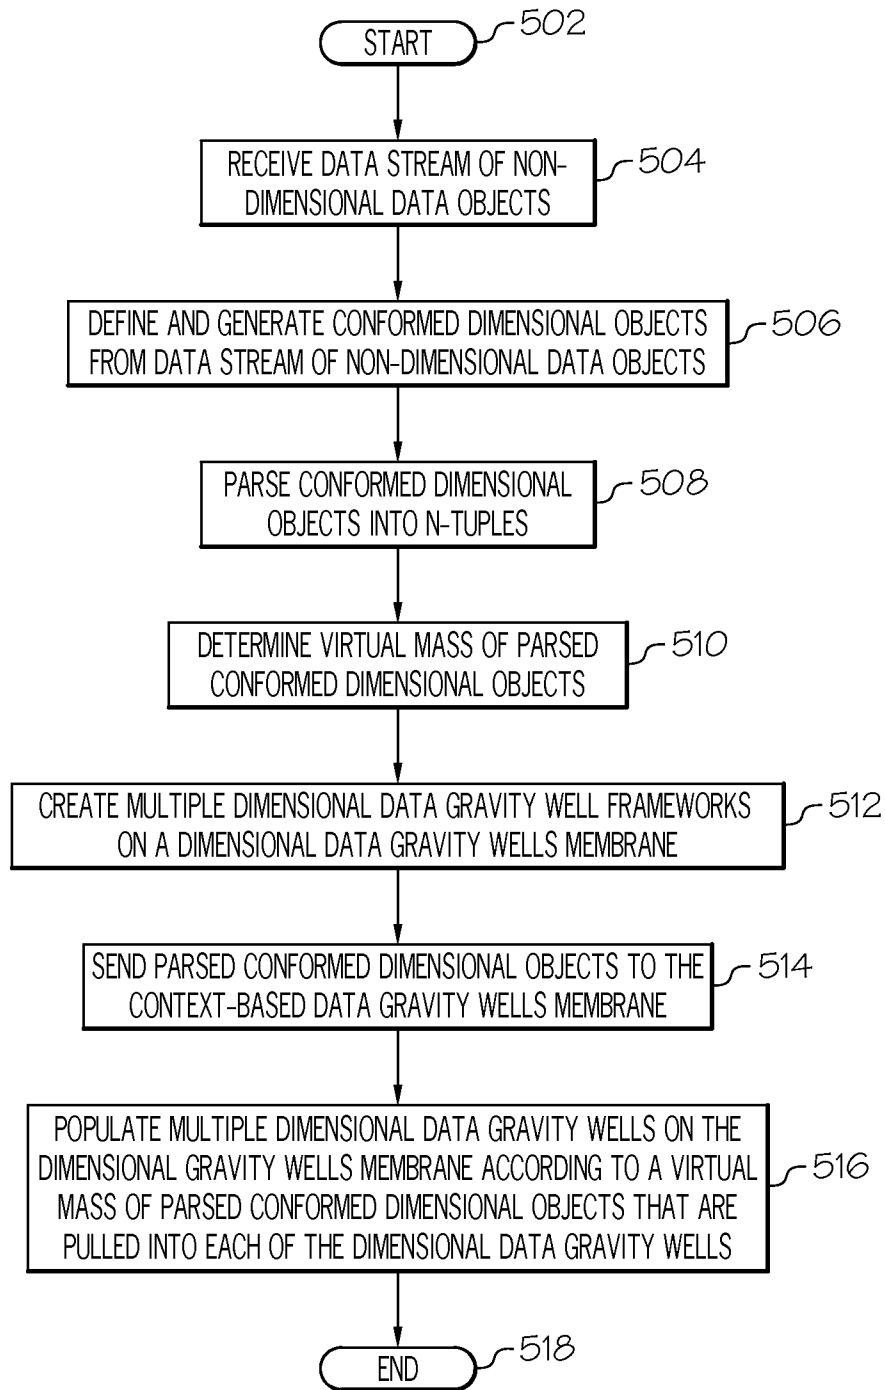 START
502
RECEIVE DATA STREAM OF NON-
DIMENSIONAL DATA OBJECTS
504
DEFINE AND GENERATE CONFORMED DIMENSIONAL OBJECTS
FROM DATA STREAM OF NON-DIMENSIONAL DATA OBJECTS
506
PARSE CONFORMED DIMENSIONAL
OBJECTS INTO N-TUPLES
508
DETERMINE VIRTUAL MASS OF PARSED
CONFORMED DIMENSIONAL OBJECTS
510
CREATE MULTIPLE DIMENSIONAL DATA GRAVITY WELL FRAMEWORKS
ON A DIMENSIONAL DATA GRAVITY WELLS MEMBRANE
512
SEND PARSED CONFORMED DIMENSIONAL OBJECTS TO THE
CONTEXT-BASED DATA GRAVITY WELLS MEMBRANE
514
POPULATE MULTIPLE DIMENSIONAL DATA GRAVITY WELLS ON THE
DIMENSIONAL GRAVITY WELLS MEMBRANE ACCORDING TO A VIRTUAL
MASS OF PARSED CONFORMED DIMENSIONAL OBJECTS THAT ARE
PULLED INTO EACH OF THE DIMENSIONAL DATA GRAVITY WELLS
516
END
518